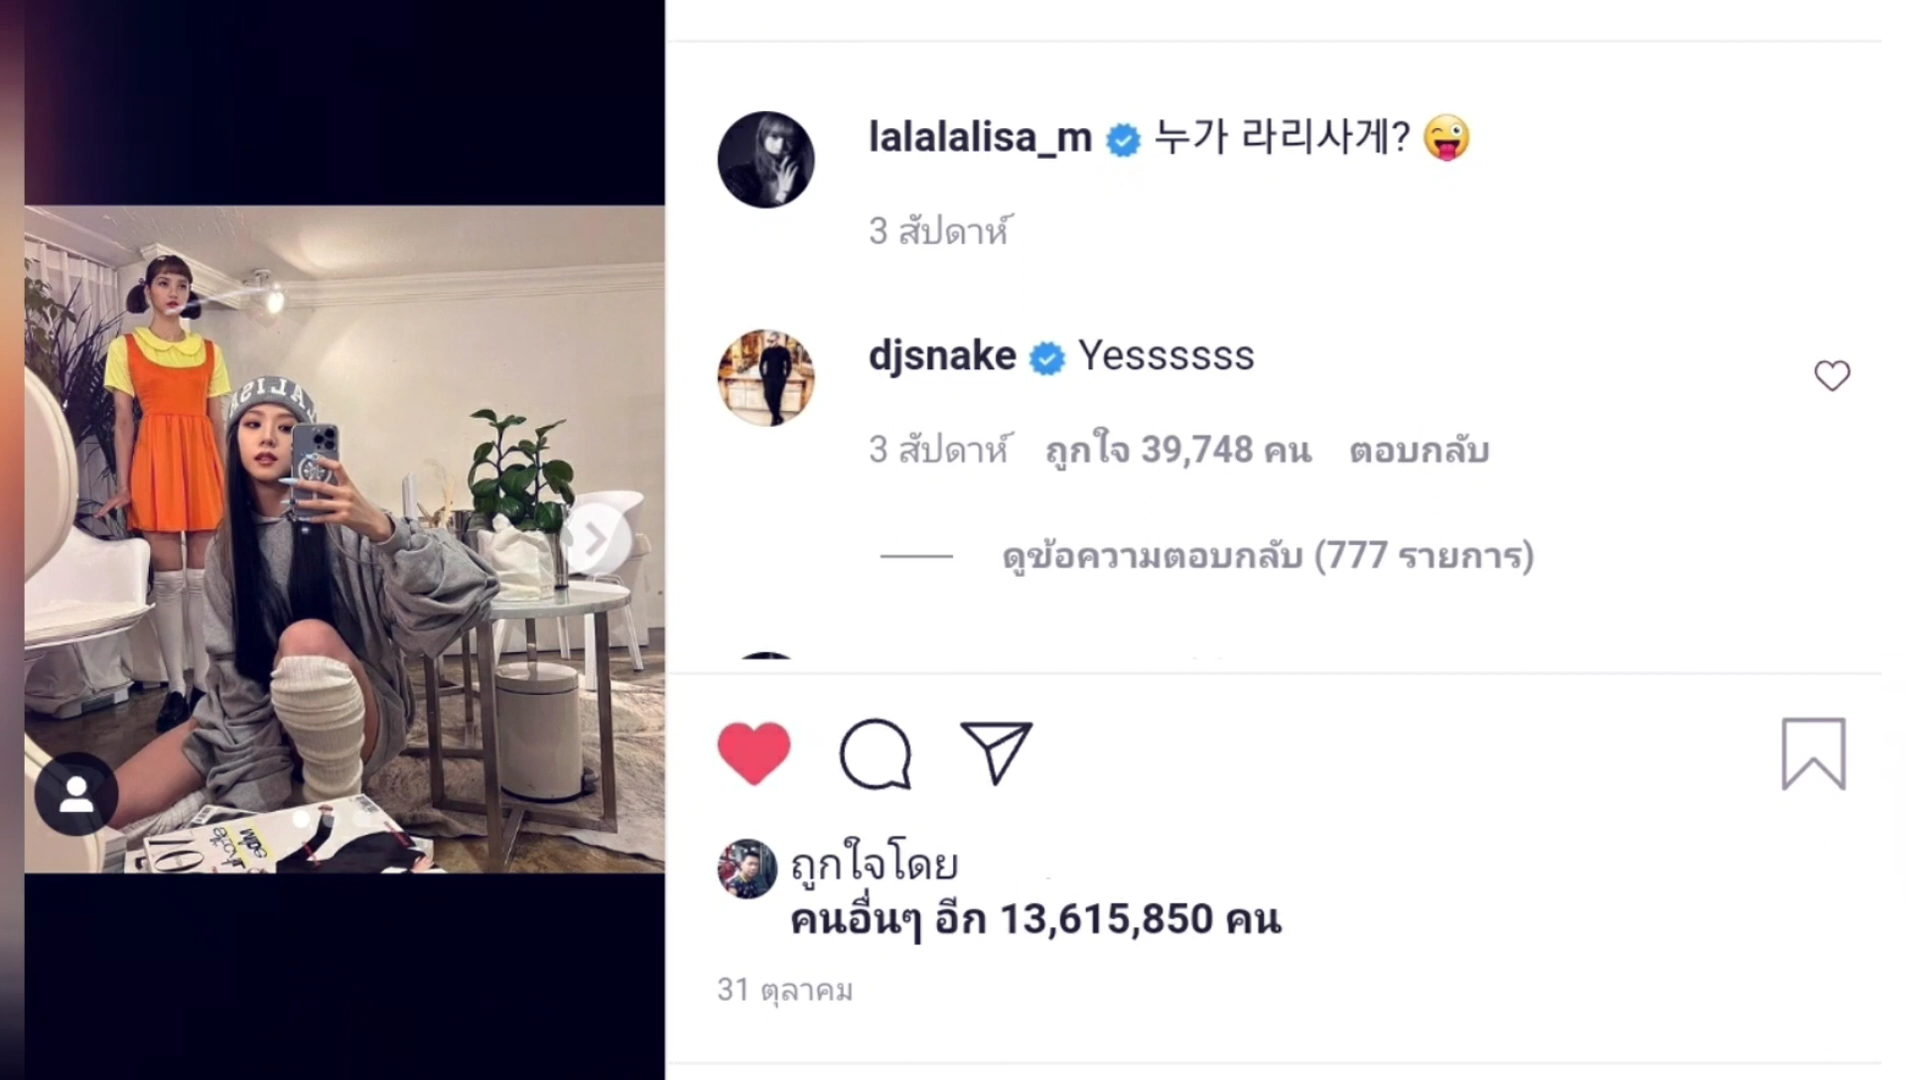 lalalalisa_m 누가 라리사게? 😜
3 สัปดาห์
djsnake Yessssss
3 สัปดาห์ ถูกใจ 39,748 คน ตอบกลับ
ดูข้อความตอบกลับ (777 รายการ)
ถูกใจโดย
คนอื่นๆ อีก 13,615,850 คน
31 ตุลาคม